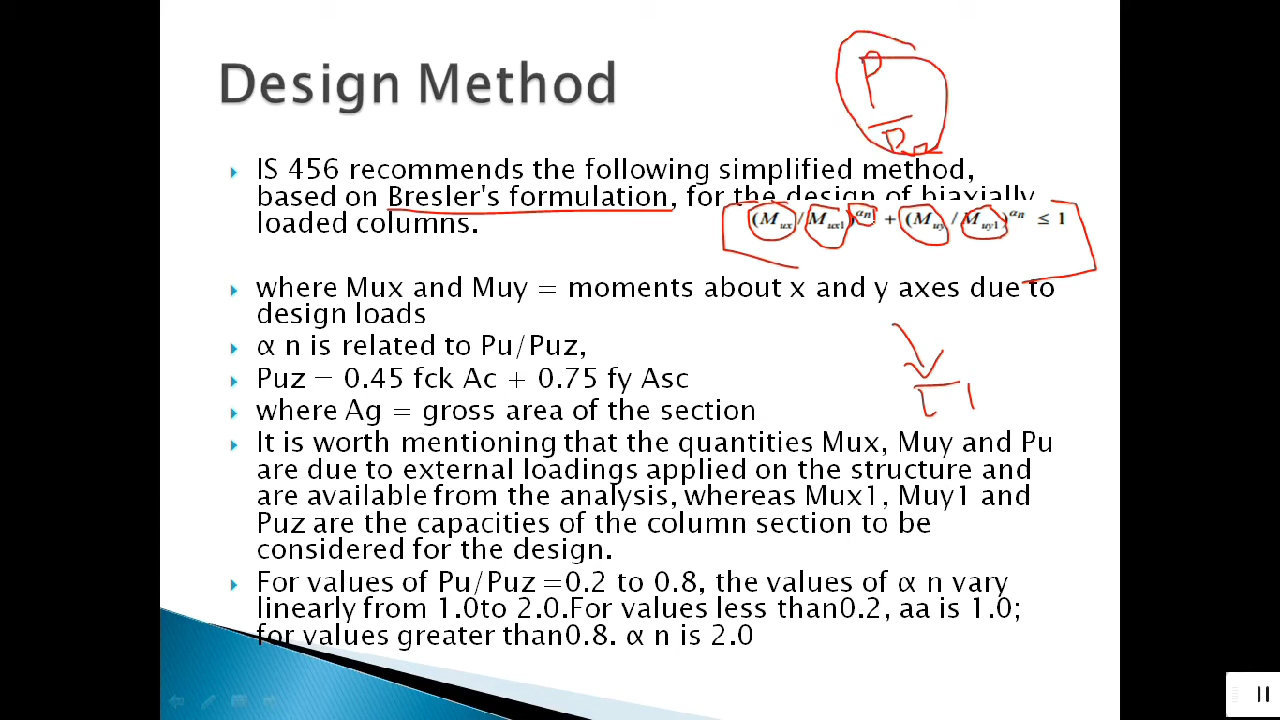 Design Method
IS 456 recommends the following simplified method,
based on Bresler's formulation, for the design of biaxially
loaded columns.
(Mux/Mux1)αn + (Muy/Muy1)αn ≤ 1
where Mux and Muy = moments about x and y axes due to
design loads
α n is related to Pu/Puz,
Puz = 0.45 fck Ac + 0.75 fy Asc
where Ag = gross area of the section
It is worth mentioning that the quantities Mux, Muy and Pu
are due to external loadings applied on the structure and
are available from the analysis, whereas Mux1, Muy1 and
Puz are the capacities of the column section to be
considered for the design.
For values of Pu/Puz =0.2 to 0.8, the values of α n vary
linearly from 1.0to 2.0.For values less than0.2, aa is 1.0;
for values greater than0.8. α n is 2.0